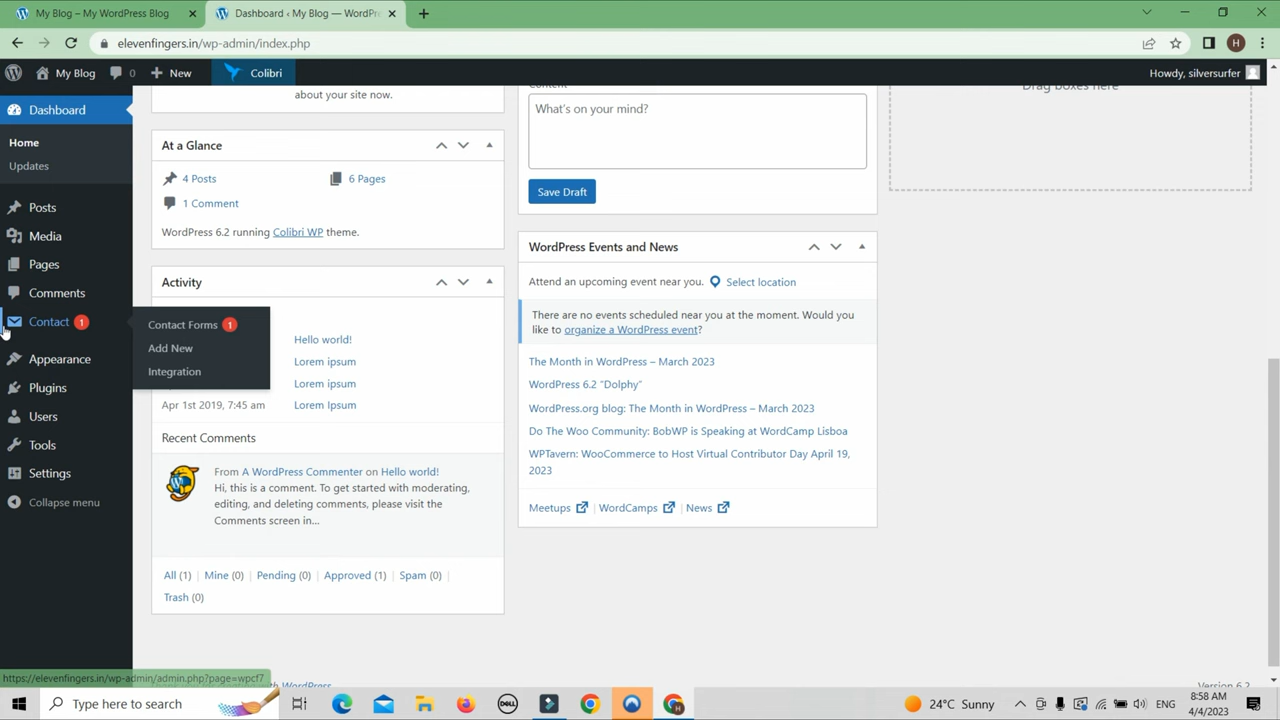 My Blog – My WordPress Blog
Dashboard ‹ My Blog — WordPr
elevenfingers.in/wp-admin/index.php
H
My Blog
0
New
Colibri
Howdy, silversurfer
Dashboard
Home
Updates
Posts
Media
Pages
Comments
Contact 1
Appearance
Plugins
Users
Tools
Settings
Collapse menu
Contact Forms 1
Add New
Integration
about your site now.
At a Glance
4 Posts
6 Pages
1 Comment
WordPress 6.2 running Colibri WP theme.
Activity
Hello world!
Lorem ipsum
Lorem ipsum
Apr 1st 2019, 7:45 am Lorem Ipsum
Recent Comments
From A WordPress Commenter on Hello world!
Hi, this is a comment. To get started with moderating,
editing, and deleting comments, please visit the
Comments screen in…
All (1) | Mine (0) | Pending (0) | Approved (1) | Spam (0) |
Trash (0)
Content
What's on your mind?
Save Draft
WordPress Events and News
Attend an upcoming event near you. Select location
There are no events scheduled near you at the moment. Would you
like to organize a WordPress event?
The Month in WordPress – March 2023
WordPress 6.2 "Dolphy"
WordPress.org blog: The Month in WordPress – March 2023
Do The Woo Community: BobWP is Speaking at WordCamp Lisboa
WPTavern: WooCommerce to Host Virtual Contributor Day April 19,
2023
Meetups | WordCamps | News
Drag boxes here
https://elevenfingers.in/wp-admin/admin.php?page=wpcf7
with WordPress
Version 6.2
Type here to search
DELL
H
24°C Sunny
ENG
8:58 AM
4/4/2023